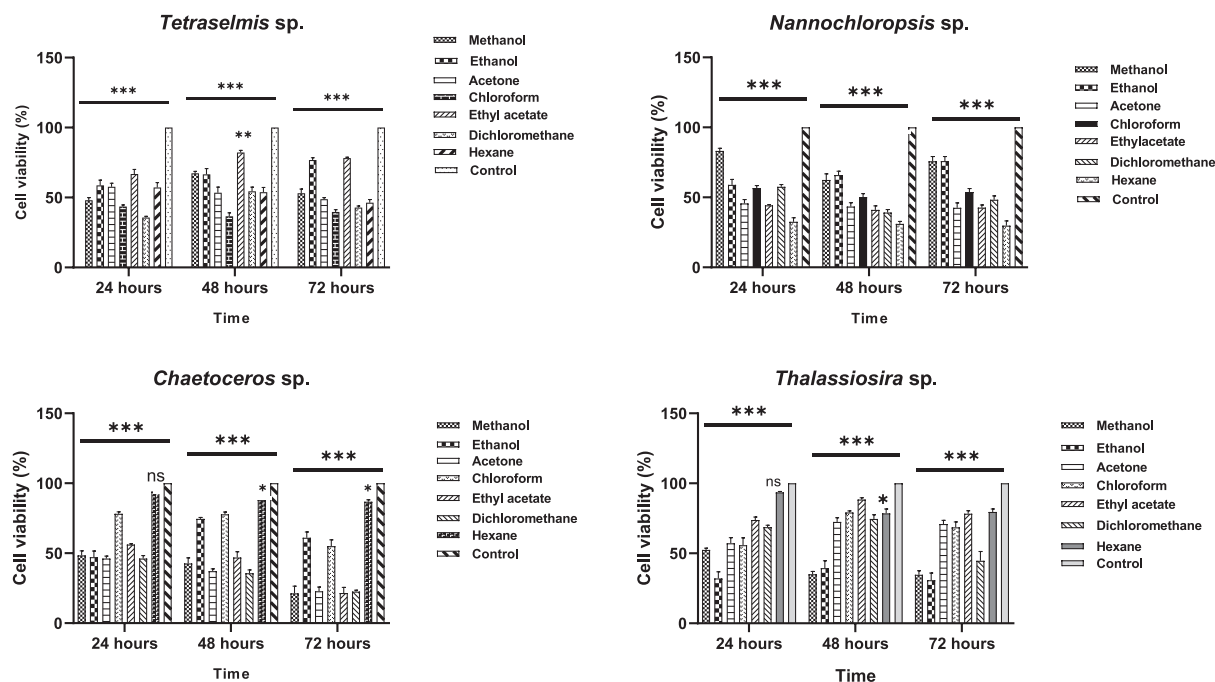 Tetraselmis sp.
Cell viability (%)
150
100
50
0
***
***
**
***
24 hours
48 hours
72 hours
Time
Methanol
Ethanol
Acetone
Chloroform
Ethyl acetate
Dichloromethane
Hexane
Control
Nannochloropsis sp.
Cell viability (%)
150
100
50
0
***
***
***
24 hours
48 hours
72 hours
Time
Methanol
Ethanol
Acetone
Chloroform
Ethylacetate
Dichloromethane
Hexane
Control
Chaetoceros sp.
Cell viability (%)
150
100
50
0
***
ns
***
*
***
*
24 hours
48 hours
72 hours
Time
Methanol
Ethanol
Acetone
Chloroform
Ethyl acetate
Dichloromethane
Hexane
Control
Thalassiosira sp.
Cell viability (%)
150
100
50
0
***
ns
***
*
***
24 hours
48 hours
72 hours
Time
Methanol
Ethanol
Acetone
Chloroform
Ethyl acetate
Dichloromethane
Hexane
Control